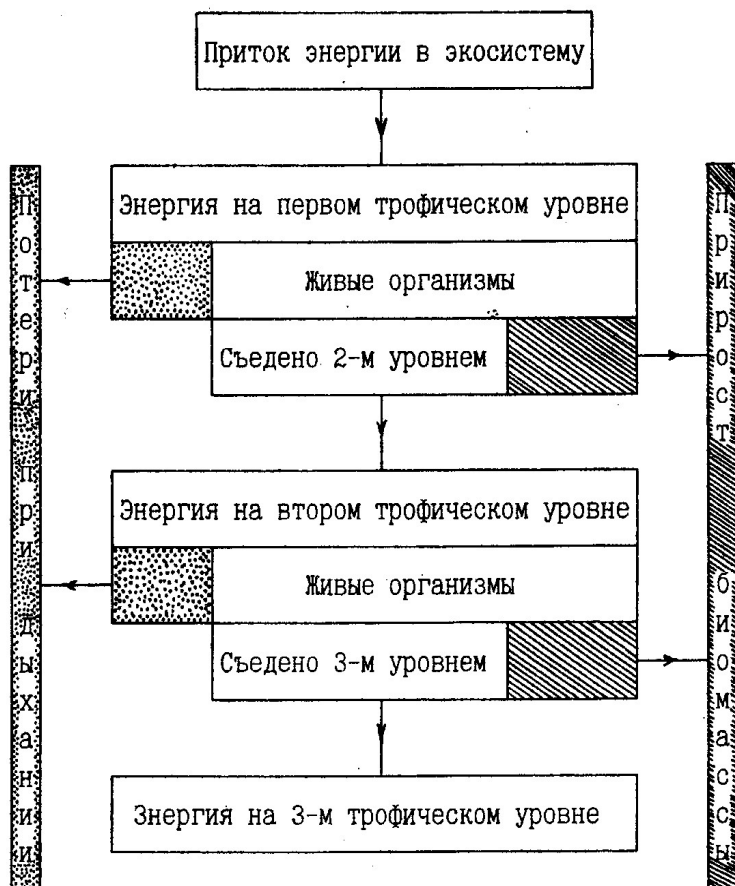 Приток энергии в экосистему
Энергия на первом трофическом уровне
Живые организмы
Съедено 2-м уровнем
Энергия на втором трофическом уровне
Живые организмы
Съедено 3-м уровнем
Знергия на 3-м трофическом уровне
Потери при дыхании
Прирост биомассы